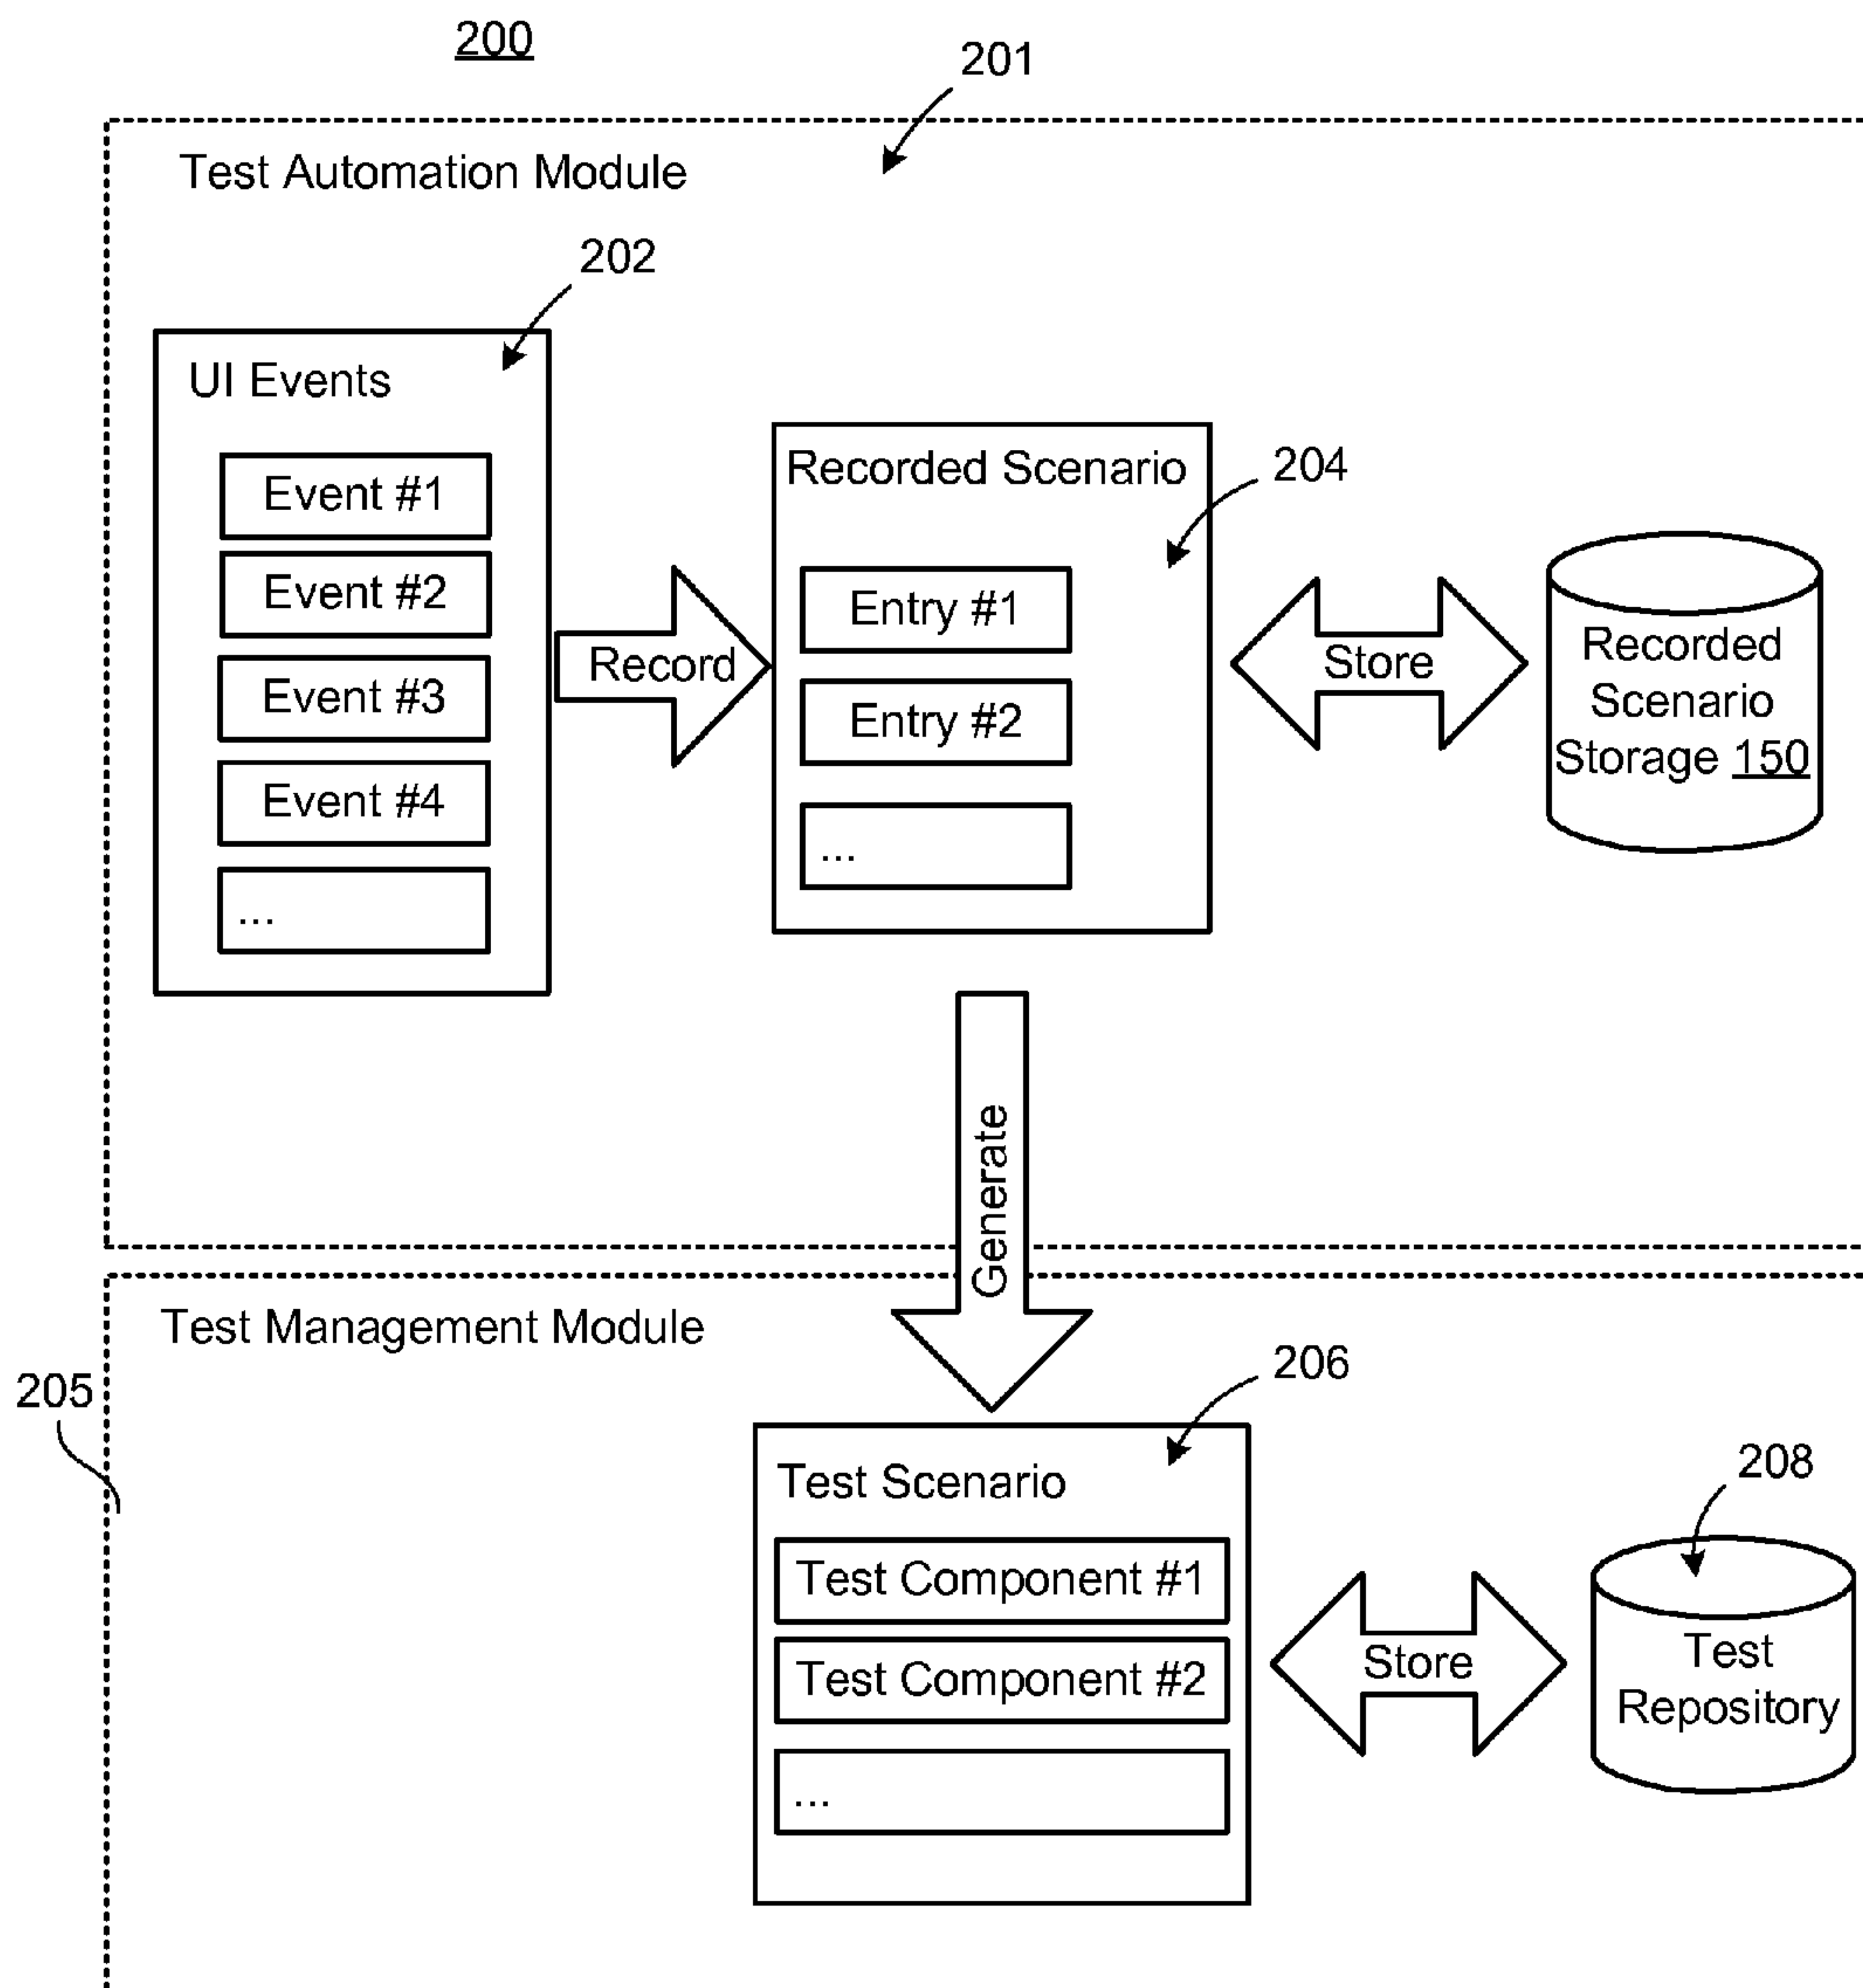 200
201
Test Automation Module
202
UI Events
Event #1
Event #2
Event #3
Event #4
...
Record
Recorded Scenario
204
Entry #1
Entry #2
...
Store
Recorded
Scenario
Storage 150
Generate
Test Management Module
205
206
Test Scenario
Test Component #1
Test Component #2
...
Store
208
Test
Repository